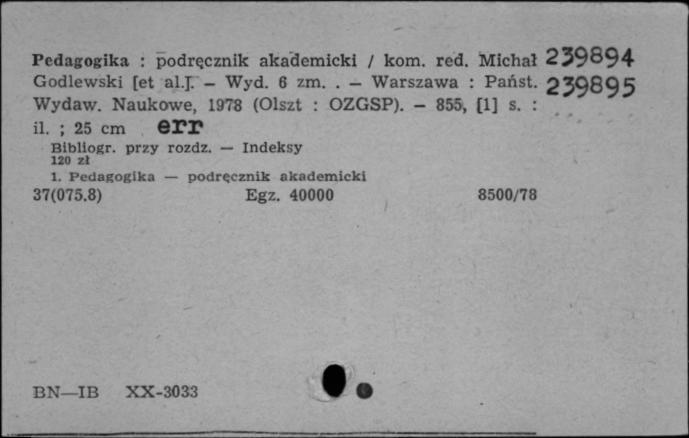 Pedagogika : podręcznik akademicki / kom. red. Michał 239894
Godlewski [et al.]. — Wyd. 6 zm. . — Warszawa : Państ. 239895
Wydaw. Naukowe, 1978 (Olszt : OZGSP). — 855, [1] s. :
il. ; 25 cm err
Bibliogr. przy rozdz. — Indeksy
120 zł
1. Pedagogika — podręcznik akademicki
37(075.8) Egz. 40000 8500/78
BN—IB XX-3033